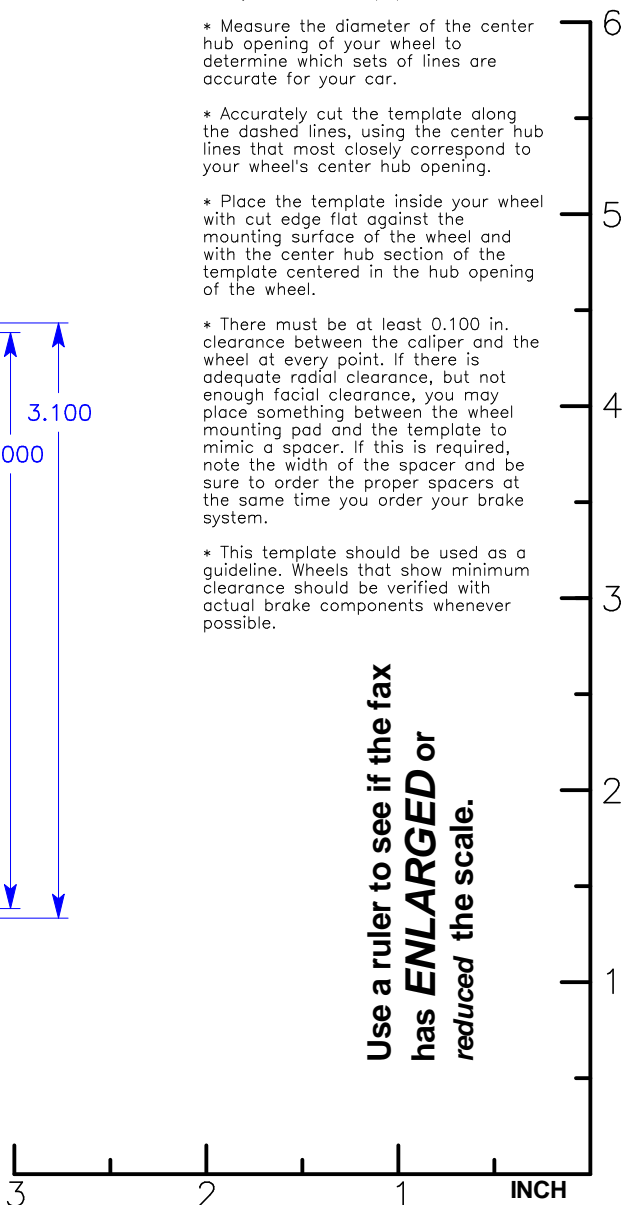 * Measure the diameter of the center
hub opening of your wheel to
determine which sets of lines are
accurate for your car.
* Accurately cut the template along
the dashed lines, using the center hub
lines that most closely correspond to
your wheel's center hub opening.
* Place the template inside your wheel
with cut edge flat against the
mounting surface of the wheel and
with the center hub section of the
template centered in the hub opening
of the wheel.
* There must be at least 0.100 in.
clearance between the caliper and the
wheel at every point. If there is
adequate radial clearance, but not
enough facial clearance, you may
place something between the wheel
mounting pad and the template to
mimic a spacer. If this is required,
note the width of the spacer and be
sure to order the proper spacers at
the same time you order your brake
system.
* This template should be used as a
guideline. Wheels that show minimum
clearance should be verified with
actual brake components whenever
possible.
3.100
000
Use a ruler to see if the fax
has ENLARGED or
reduced the scale.
6
5
4
3
2
1
3
2
1
INCH